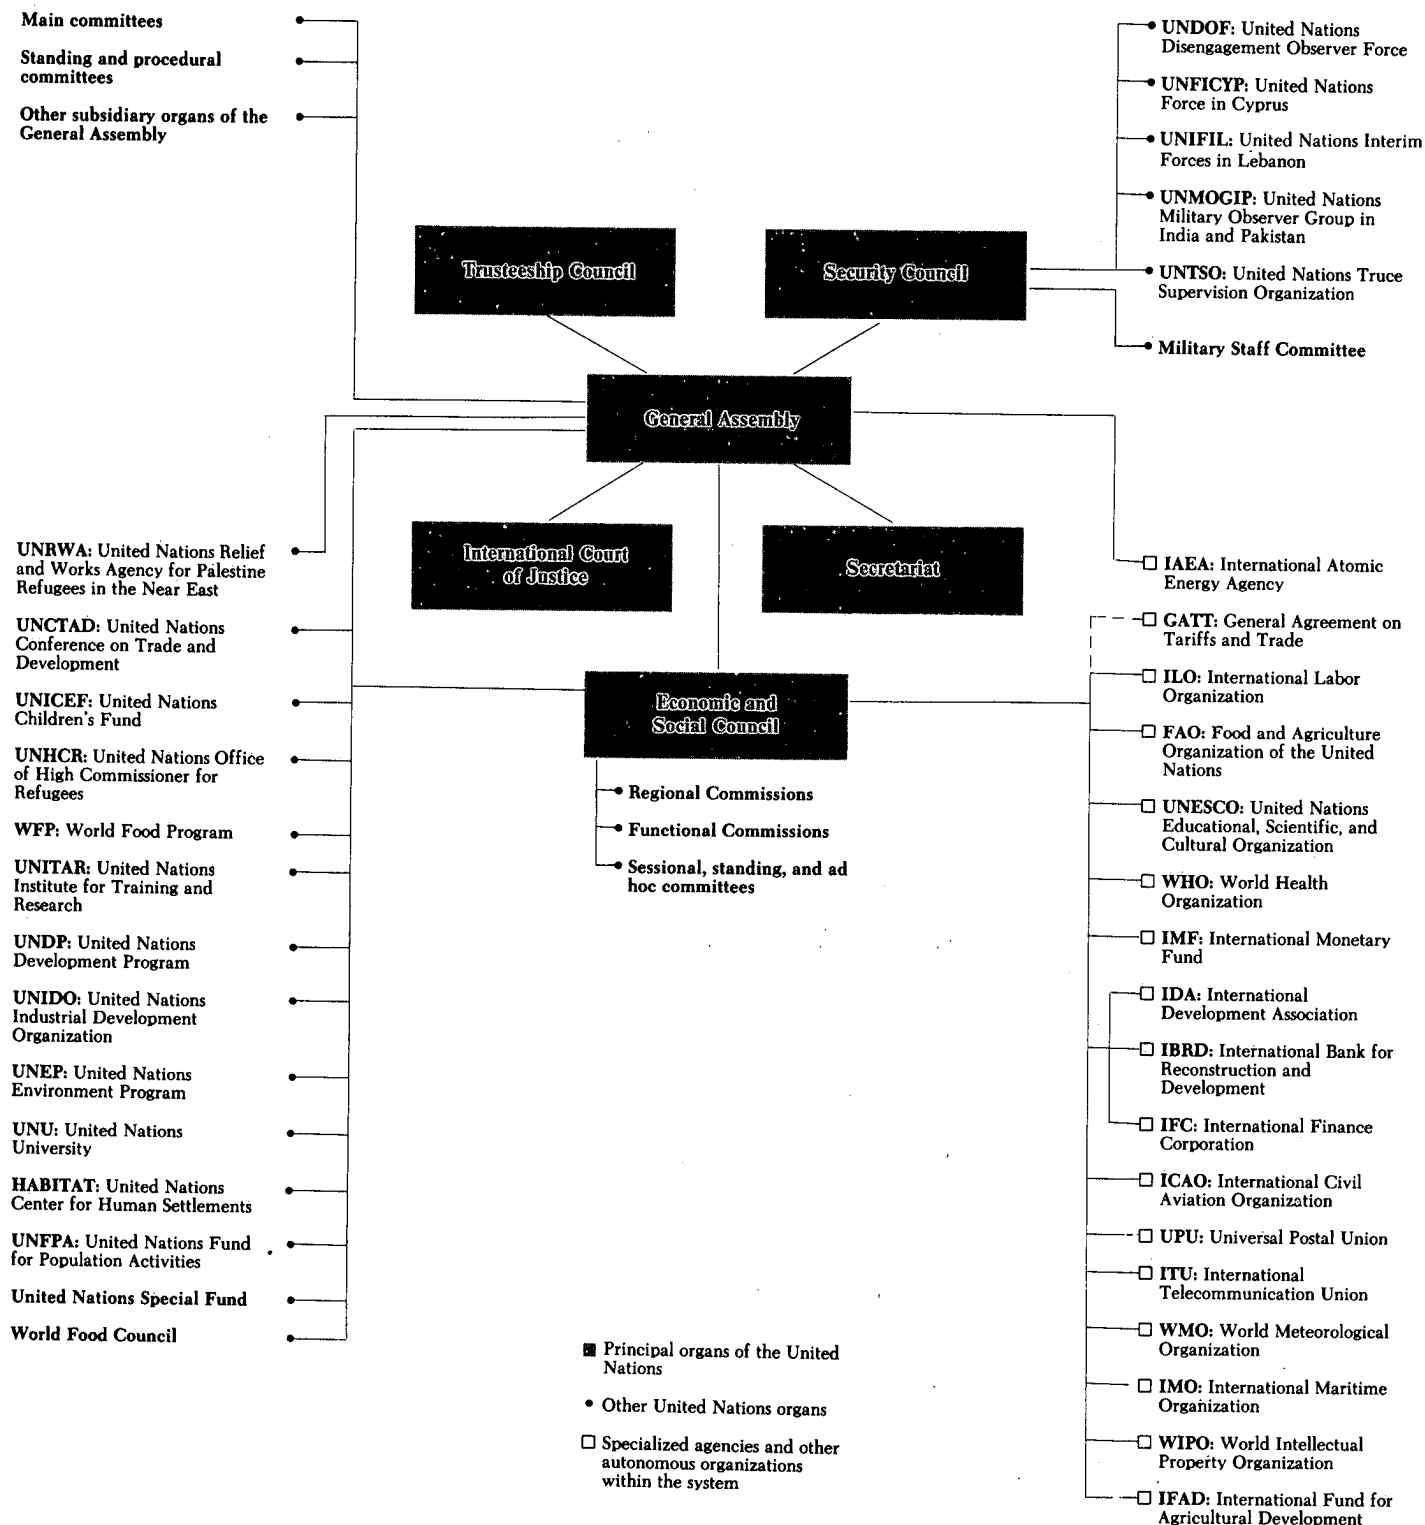 Main committees
Standing and procedural
committees
Other subsidiary organs of the
General Assembly
UNDOF: United Nations
Disengagement Observer Force
UNFICYP: United Nations
Force in Cyprus
UNIFIL: United Nations Interim
Forces in Lebanon
UNMOGIP: United Nations
Military Observer Group in
India and Pakistan
UNTSO: United Nations Truce
Supervision Organization
Military Staff Committee
Trusteeship Council
Security Council
General Assembly
International Court
of Justice
Secretariat
Economic and
Social Council
Regional Commissions
Functional Commissions
Sessional, standing, and ad
hoc committees
UNRWA: United Nations Relief
and Works Agency for Palestine
Refugees in the Near East
UNCTAD: United Nations
Conference on Trade and
Development
UNICEF: United Nations
Children's Fund
UNHCR: United Nations Office
of High Commissioner for
Refugees
WFP: World Food Program
UNITAR: United Nations
Institute for Training and
Research
UNDP: United Nations
Development Program
UNIDO: United Nations
Industrial Development
Organization
UNEP: United Nations
Environment Program
UNU: United Nations
University
HABITAT: United Nations
Center for Human Settlements
UNFPA: United Nations Fund
for Population Activities
United Nations Special Fund
World Food Council
IAEA: International Atomic
Energy Agency
GATT: General Agreement on
Tariffs and Trade
ILO: International Labor
Organization
FAO: Food and Agriculture
Organization of the United
Nations
UNESCO: United Nations
Educational, Scientific, and
Cultural Organization
WHO: World Health
Organization
IMF: International Monetary
Fund
IDA: International
Development Association
IBRD: International Bank for
Reconstruction and
Development
IFC: International Finance
Corporation
ICAO: International Civil
Aviation Organization
UPU: Universal Postal Union
ITU: International
Telecommunication Union
WMO: World Meteorological
Organization
IMO: International Maritime
Organization
WIPO: World Intellectual
Property Organization
IFAD: International Fund for
Agricultural Development
Principal organs of the United
Nations
Other United Nations organs
Specialized agencies and other
autonomous organizations
within the system